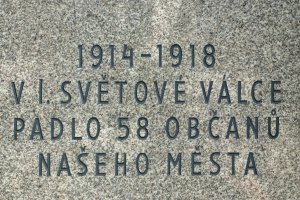 1914-1918
V I. SVĚTOVÉ VÁLCE
PADLO 58 OBČANŮ
NAŠEHO MĚSTA